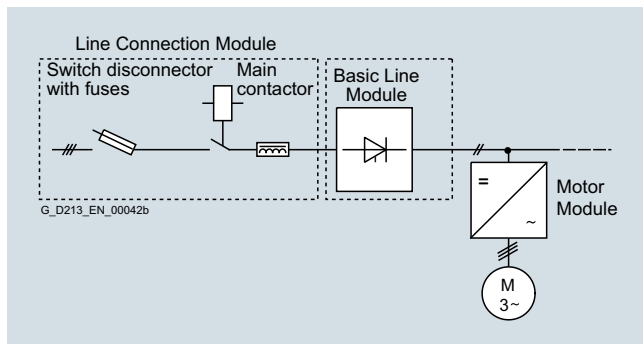 Line Connection Module
Switch disconnector
with fuses
Main
contactor
Basic Line
Module
=
~
Motor
Module
G_D213_EN_00042b
M
3~